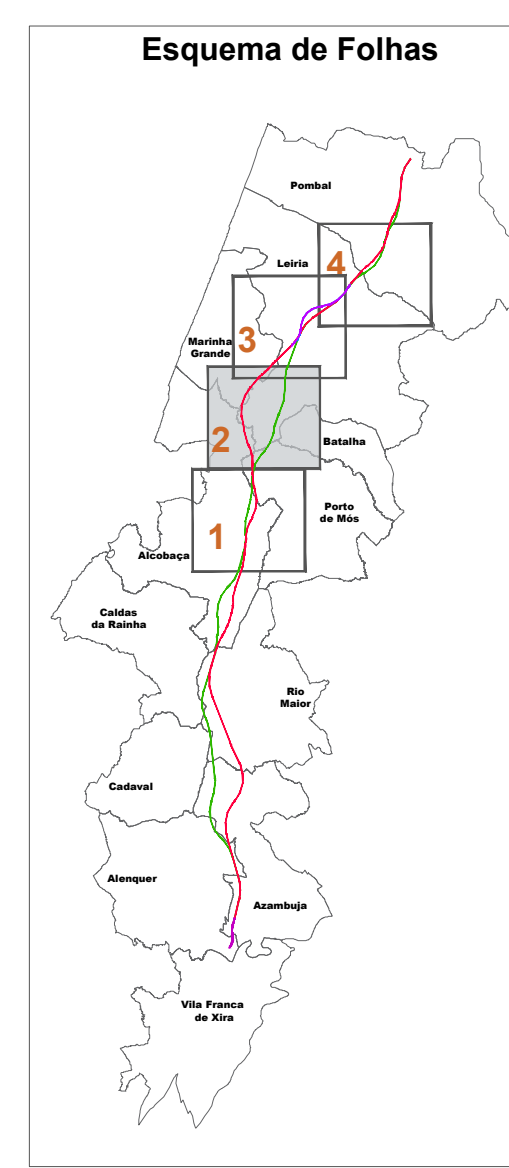 Esquema de Folhas
Pombal
Leiria
4
Marinha
Grande
3
2
Batalha
Porto
de Mós
1
Alcobaça
Caldas
da Rainha
Rio
Maior
Cadaval
Alenquer
Azambuja
Vila Franca
de Xira